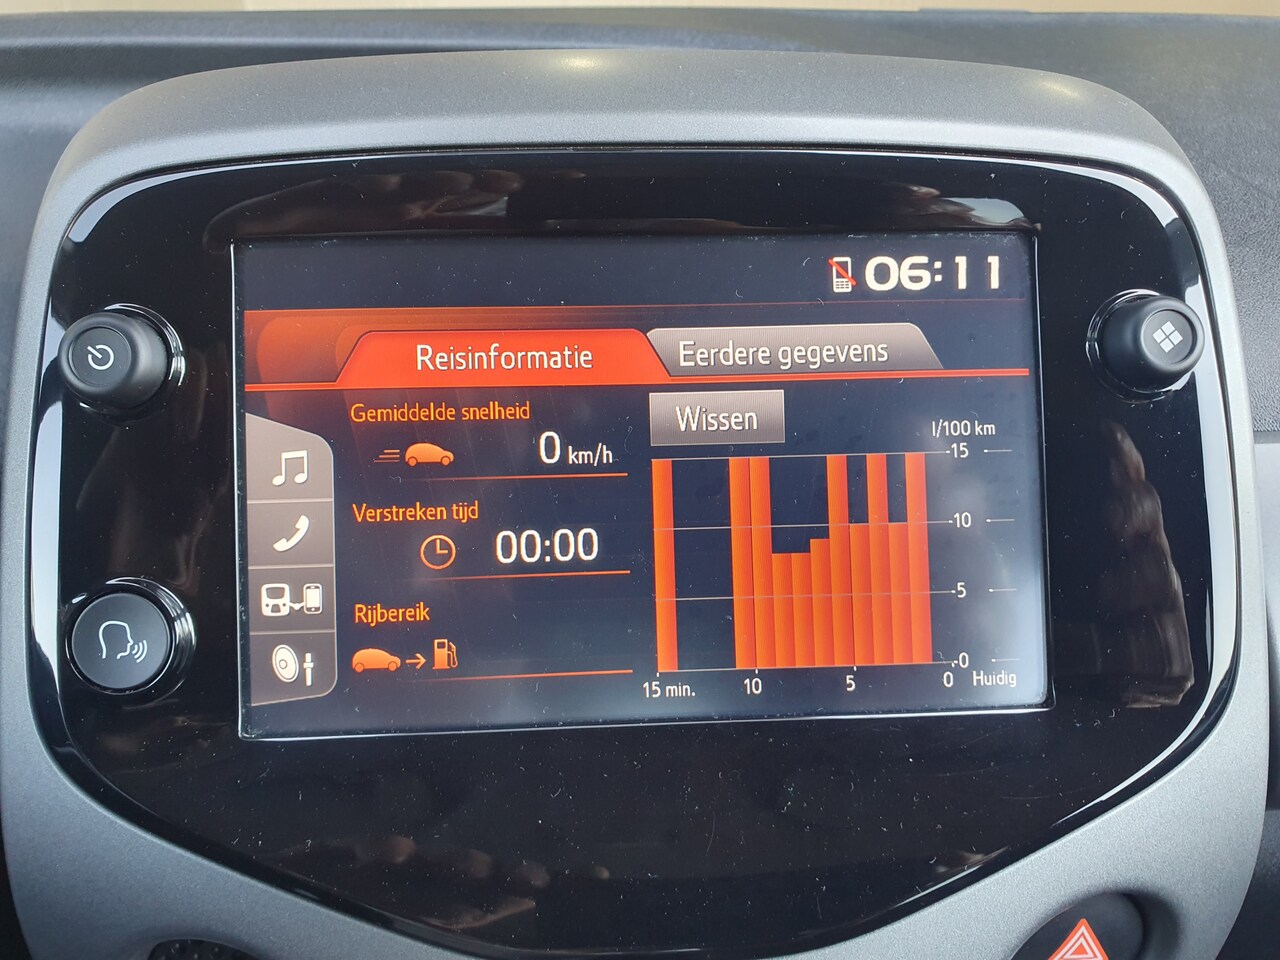 06:11
Reisinformatie
Eerdere gegevens
Gemiddelde snelheid
0 km/h
Verstreken tijd
00:00
Rijbereik
Wissen
l/100 km
15
10
5
0
15 min.
10
5
0
Huidig